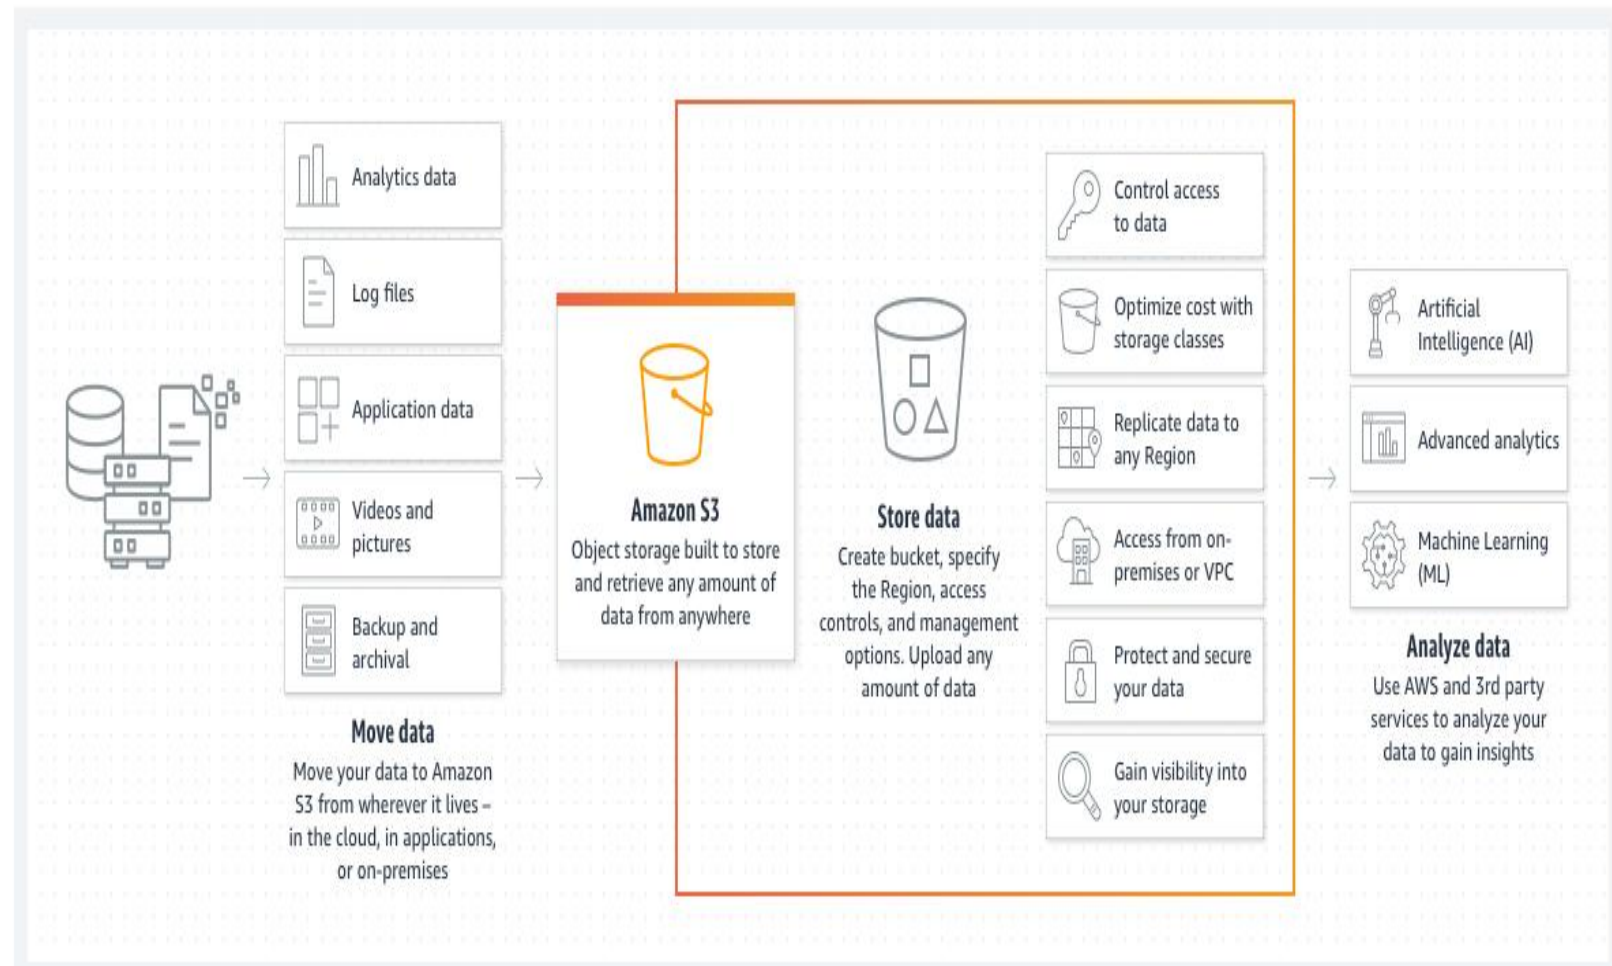 Analytics data
Log files
Application data
Videos and
pictures
Backup and
archival
Move data
Move your data to Amazon
S3 from wherever it lives –
in the cloud, in applications,
or on-premises
Amazon S3
Object storage built to store
and retrieve any amount of
data from anywhere
Store data
Create bucket, specify
the Region, access
controls, and management
options. Upload any
amount of data
Control access
to data
Optimize cost with
storage classes
Replicate data to
any Region
Access from on-
premises or VPC
Protect and secure
your data
Gain visibility into
your storage
Artificial
Intelligence (AI)
Advanced analytics
Machine Learning
(ML)
Analyze data
Use AWS and 3rd party
services to analyze your
data to gain insights